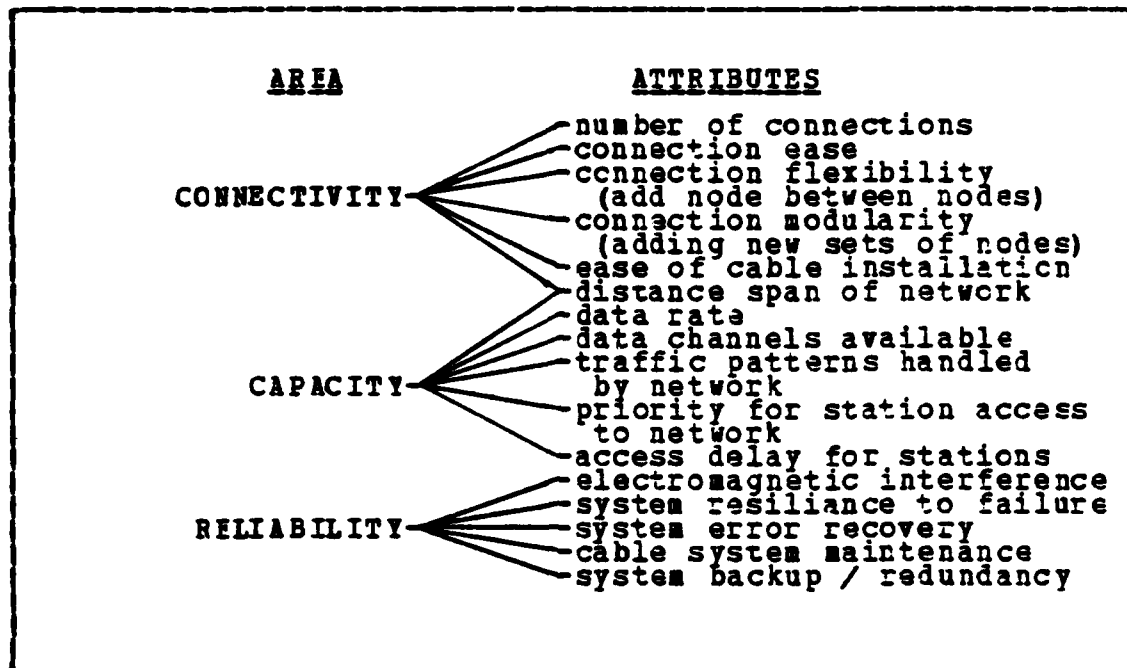 AREA ATTRIBUTES
number of connections
connection ease
connection flexibility
(add node between nodes)
CONNECTIVITY
connection modularity
(adding new sets of nodes)
ease of cable installation
distance span of network
data rate
data channels available
traffic patterns handled
by network
CAPACITY
priority for station access
to network
access delay for stations
electromagnetic interference
system resiliance to failure
RELIABILITY
system error recovery
cable system maintenance
system backup / redundancy